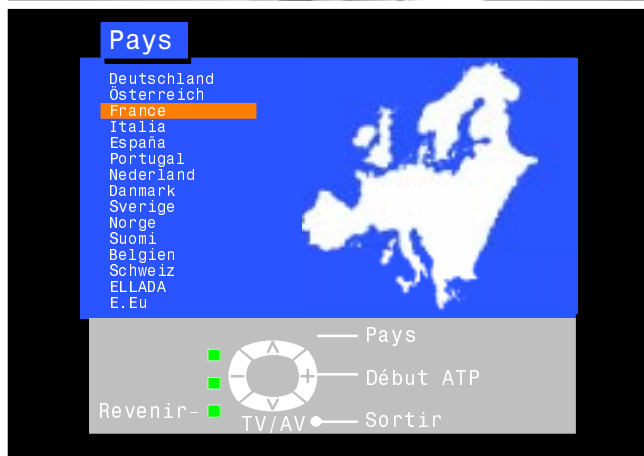 Pays
Deutschland
Österreich
France
Italia
España
Portugal
Nederland
Danmark
Sverige
Norge
Suomi
Belgien
Schweiz
ELLADA
E.Eu
Pays
Début ATP
Revenir
TV/AV
Sortir